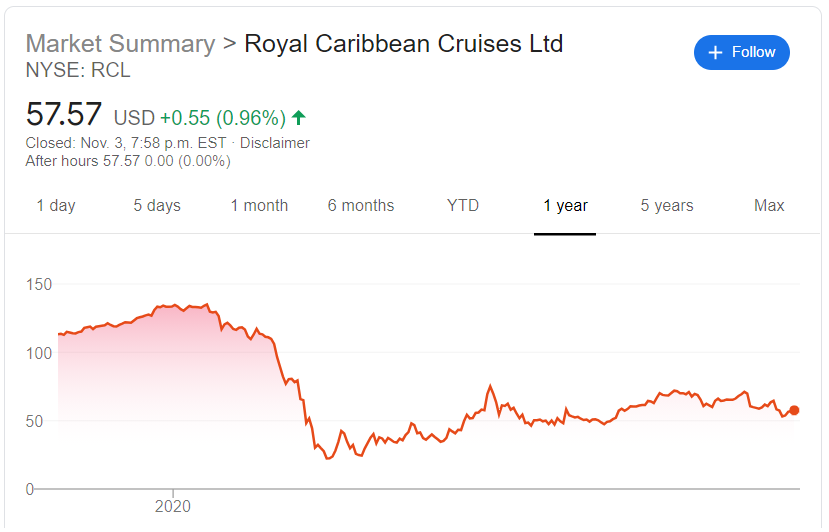 Market Summary > Royal Caribbean Cruises Ltd
NYSE: RCL
+ Follow
57.57 USD +0.55 (0.96%) ↑
Closed: Nov. 3, 7:58 p.m. EST · Disclaimer
After hours 57.57 0.00 (0.00%)
1 day 5 days 1 month 6 months YTD 1 year 5 years Max
150
100
50
0
2020